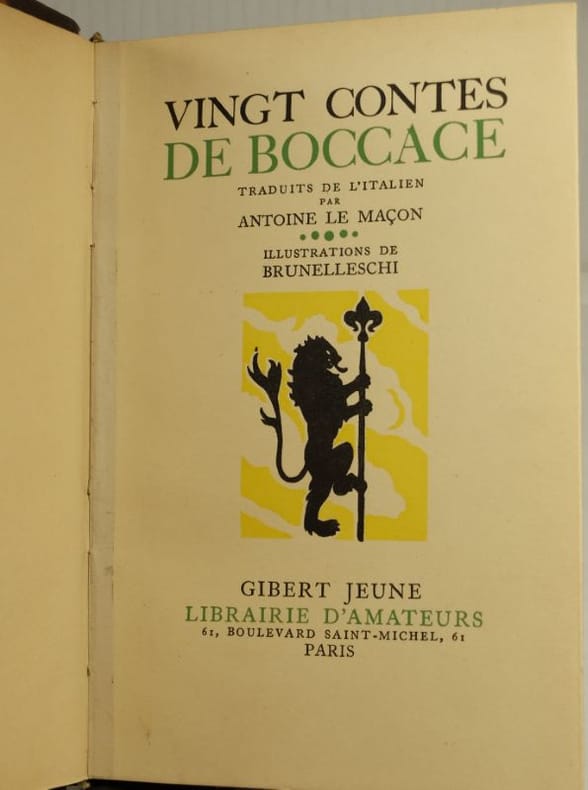 VINGT CONTES
DE BOCCACE
TRADUITS DE L'ITALIEN
PAR
ANTOINE LE MAÇON
ILLUSTRATIONS DE
BRUNELLESCHI
GIBERT JEUNE
LIBRAIRIE D'AMATEURS
61, BOULEVARD SAINT-MICHEL, 61
PARIS